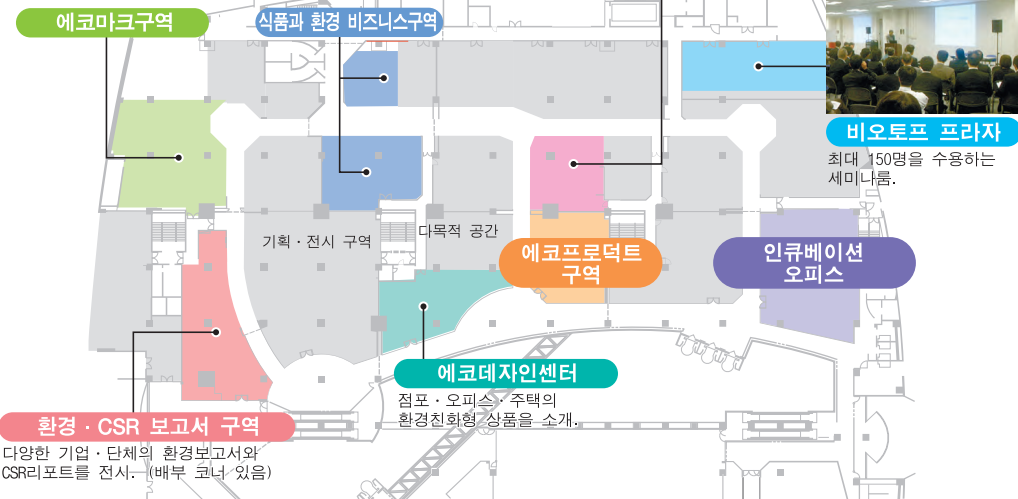 에코마크구역
식품과 환경 비즈니스구역
비오토프 프라자
최대 150명을 수용하는
세미나룸.
기획·전시 구역
다목적 공간
에코프로덕트
구역
인큐베이션
오피스
에코데자인센터
점포·오피스·주택의
환경친화형 상품을 소개.
환경·CSR 보고서 구역
다양한 기업·단체의 환경보고서와
CSR리포트를 전시. (배부 코너 있음)